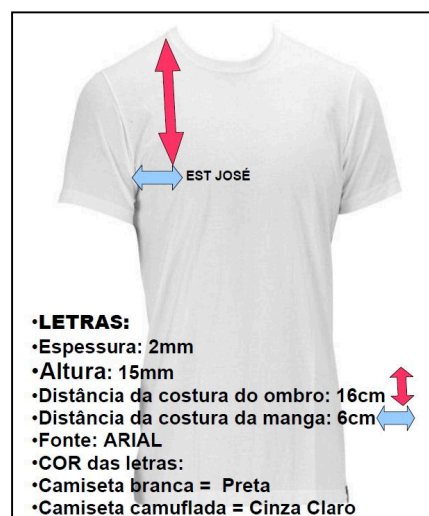 EST JOSÉ
•LETRAS:
•Espessura: 2mm
•Altura: 15mm
•Distância da costura do ombro: 16cm
•Distância da costura da manga: 6cm
•Fonte: ARIAL
•COR das letras:
•Camiseta branca = Preta
•Camiseta camuflada = Cinza Claro